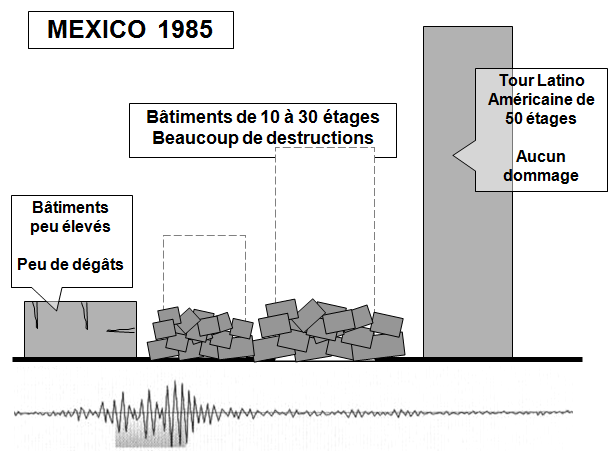 MEXICO 1985
Bâtiments de 10 à 30 étages
Beaucoup de destructions
Tour Latino
Américaine de
50 étages
Aucun
dommage
Bâtiments
peu élevés
Peu de dégâts